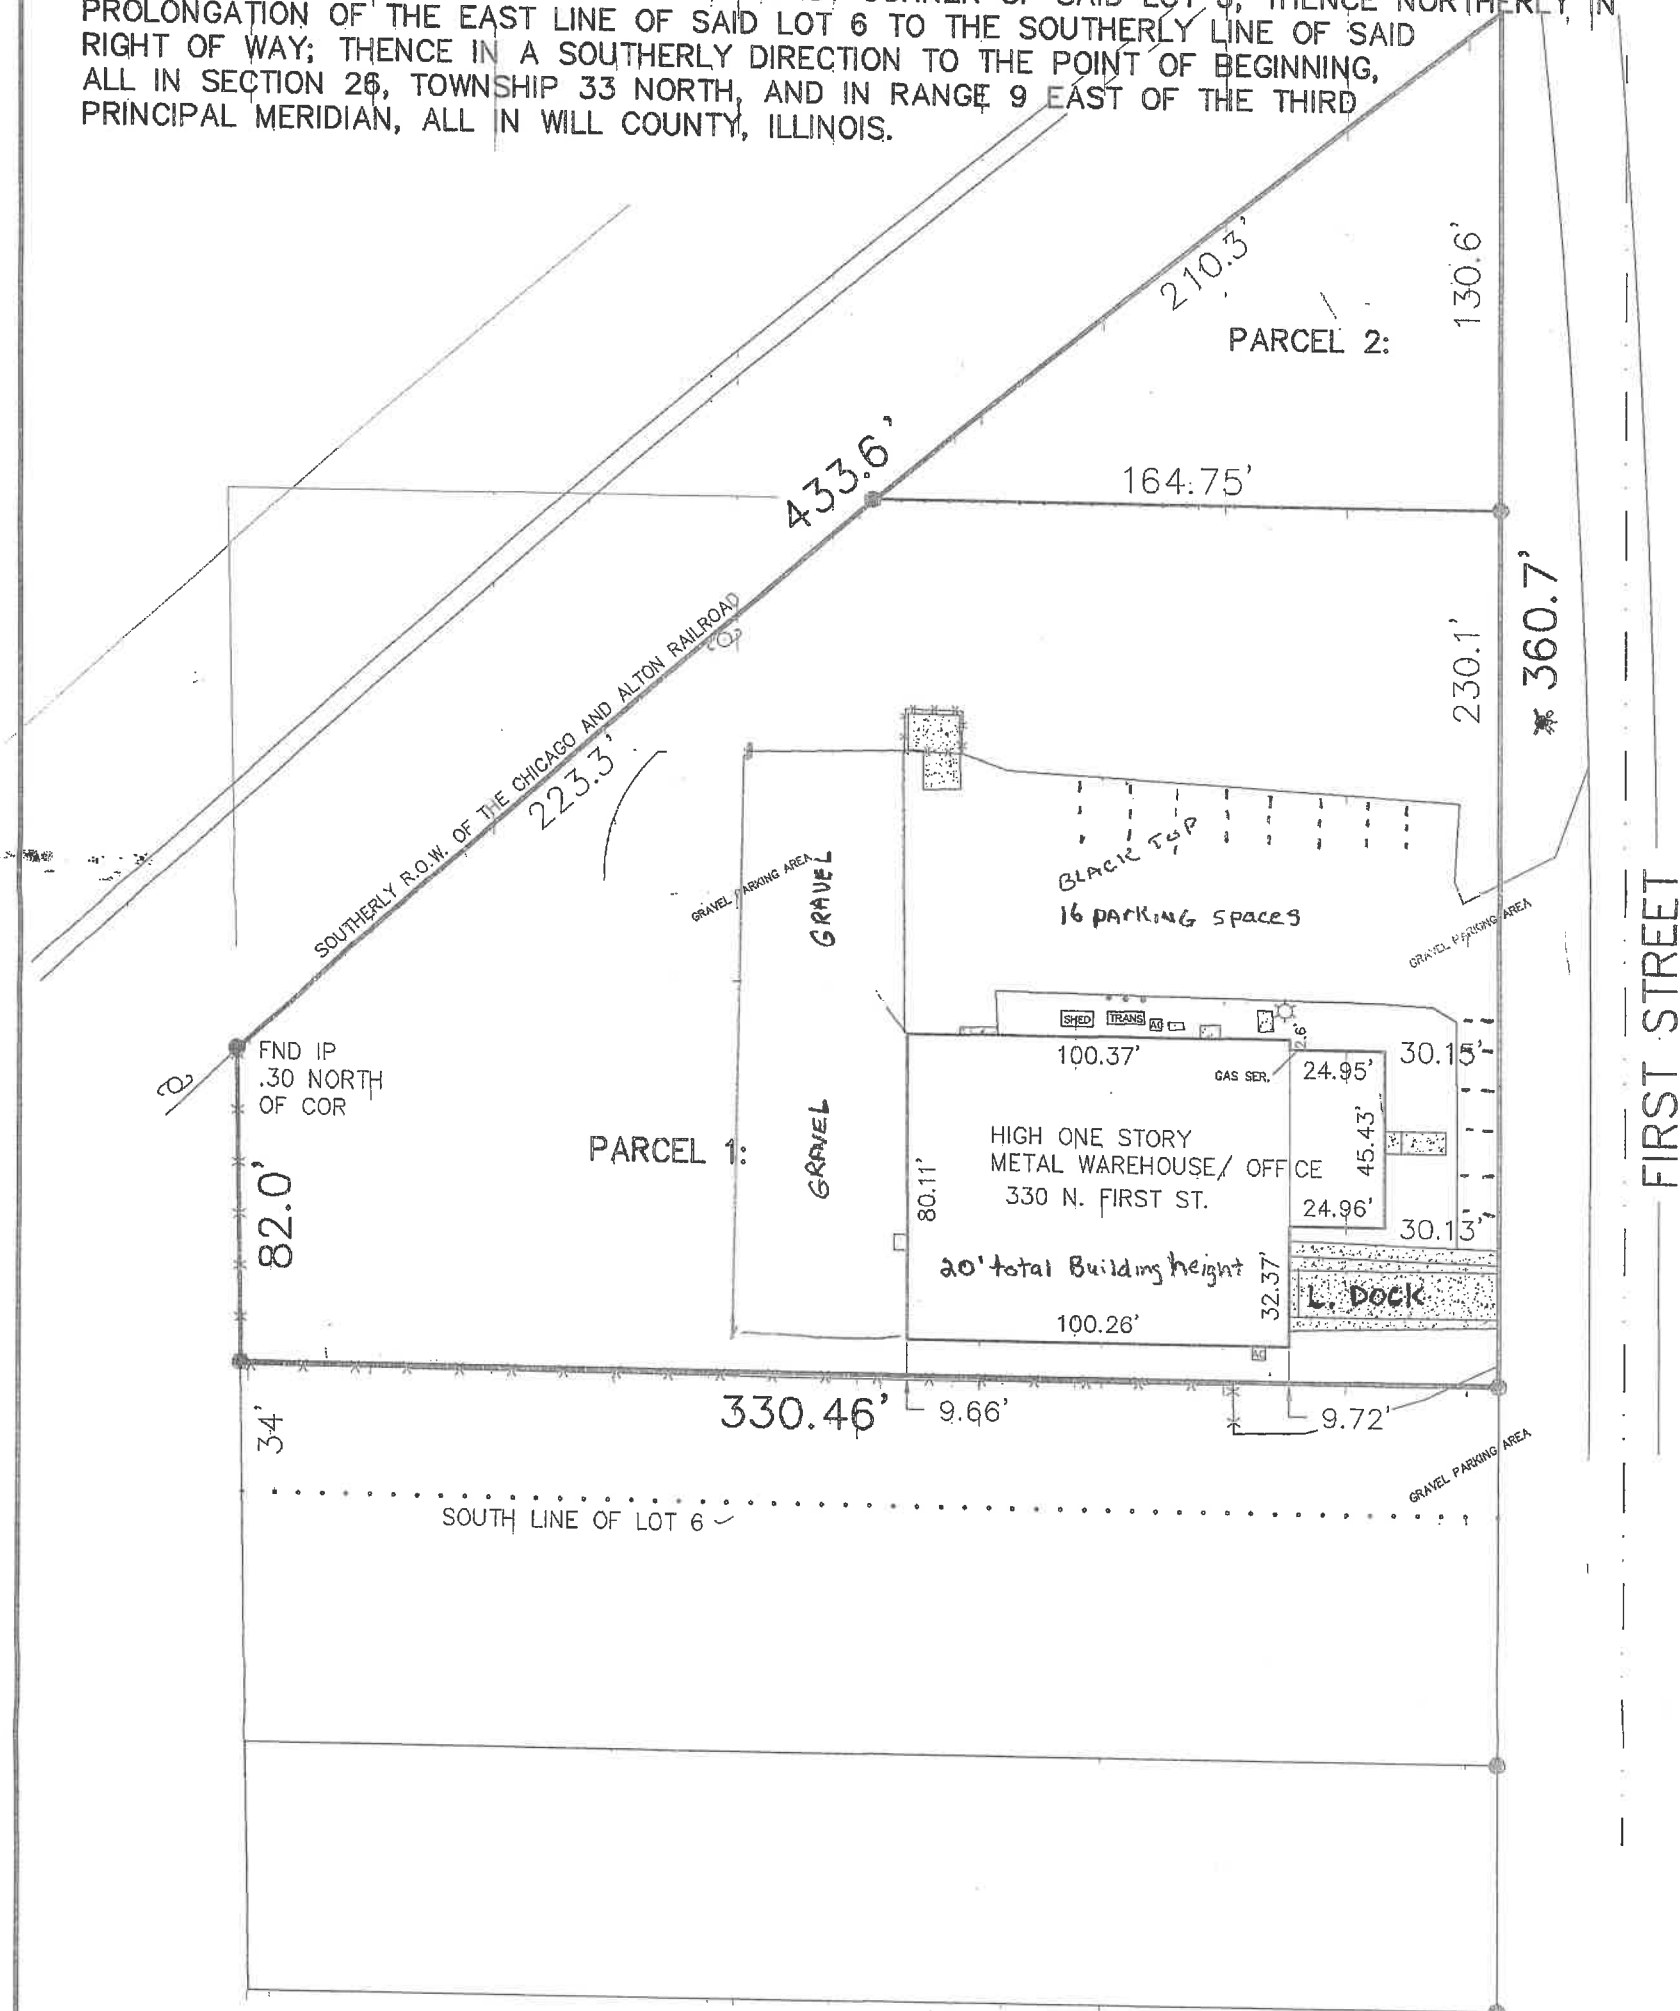 PROLONGATION OF THE EAST LINE OF SAID LOT 6 TO THE SOUTHERLY LINE OF SAID
RIGHT OF WAY; THENCE IN A SOUTHERLY DIRECTION TO THE POINT OF BEGINNING,
ALL IN SECTION 26, TOWNSHIP 33 NORTH, AND IN RANGE 9 EAST OF THE THIRD
PRINCIPAL MERIDIAN, ALL IN WILL COUNTY, ILLINOIS.
210.3'
130.6'
PARCEL 2:
433.6'
164.75'
SOUTHERLY R.O.W. OF THE CHICAGO AND ALTON RAILROAD
223.3'
230.1'
* 360.7'
GRAVEL PARKING AREA
GRAVEL
BLACK TOP
16 PARKING SPACES
GRAVEL PARKING AREA
FIRST STREET
SHED
TRANS
AC
2.6'
FND IP
.30 NORTH
OF COR
100.37'
GAS SER.
24.95'
30.15'
82.0'
PARCEL 1:
GRAVEL
80.11'
HIGH ONE STORY
METAL WAREHOUSE/ OFFICE
330 N. FIRST ST.
45.43'
24.96'
30.13'
20' total Building height
32.37'
L. DOCK
100.26'
AC
34'
330.46'
9.66'
9.72'
GRAVEL PARKING AREA
SOUTH LINE OF LOT 6